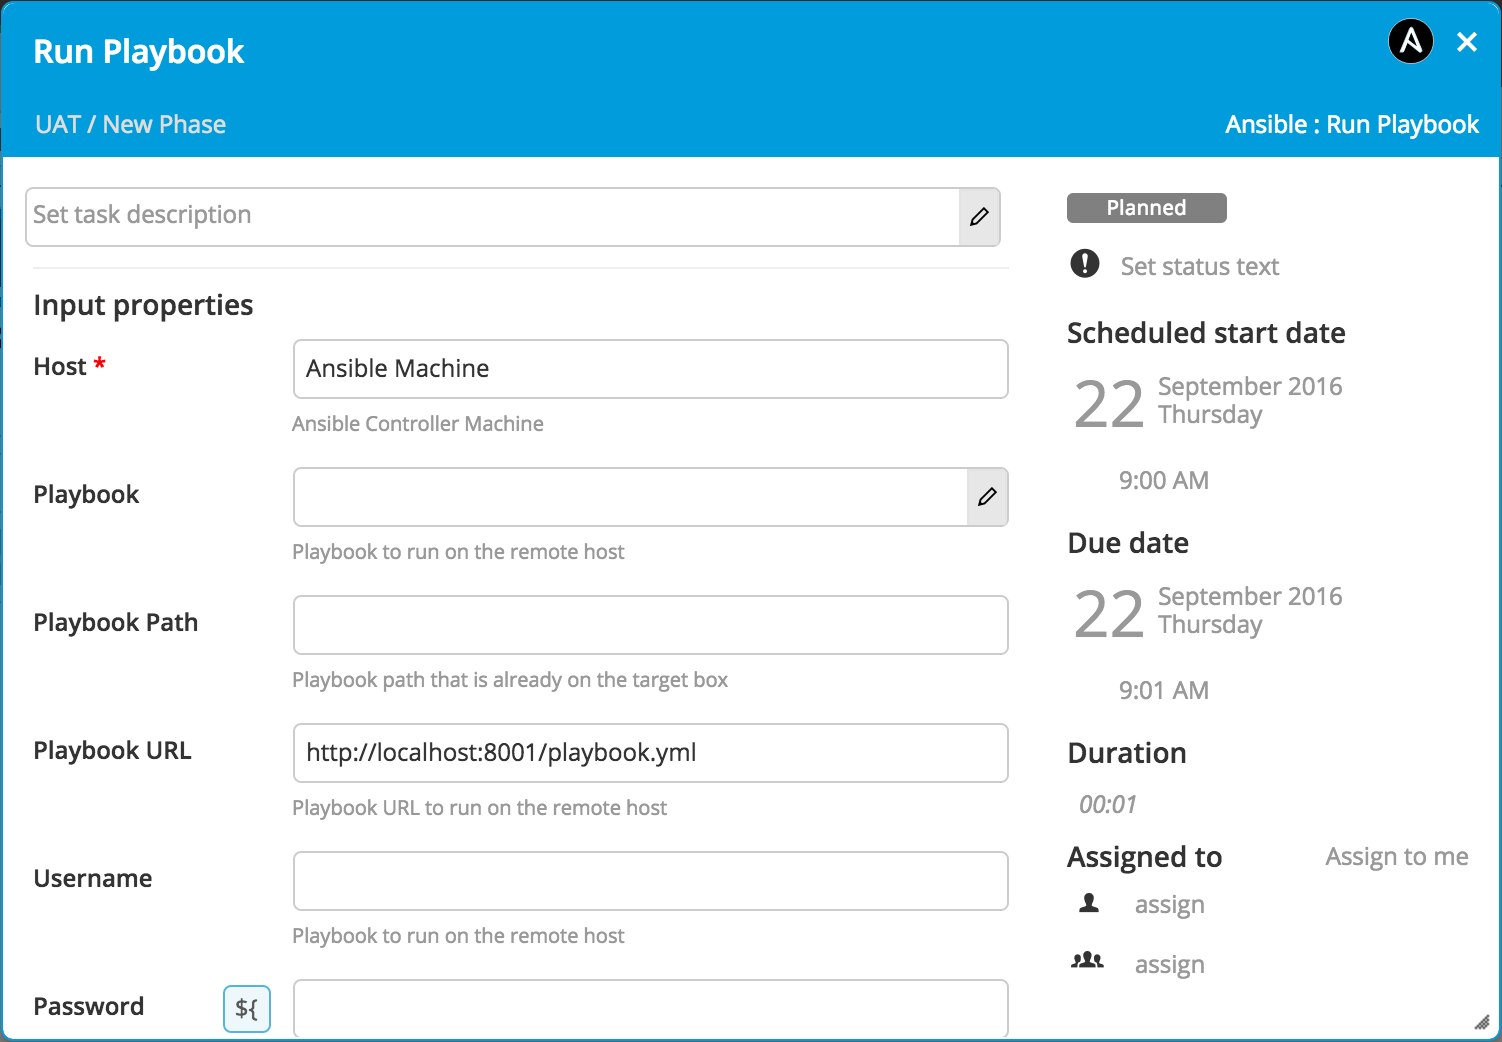 Run Playbook
UAT / New Phase
Ansible : Run Playbook
Set task description
Input properties
Host *
Ansible Machine
Ansible Controller Machine
Playbook
Playbook to run on the remote host
Playbook Path
Playbook path that is already on the target box
Playbook URL
http://localhost:8001/playbook.yml
Playbook URL to run on the remote host
Username
Playbook to run on the remote host
Password
${
Planned
Set status text
Scheduled start date
22
September 2016
Thursday
9:00 AM
Due date
22
September 2016
Thursday
9:01 AM
Duration
00:01
Assigned to
Assign to me
assign
assign